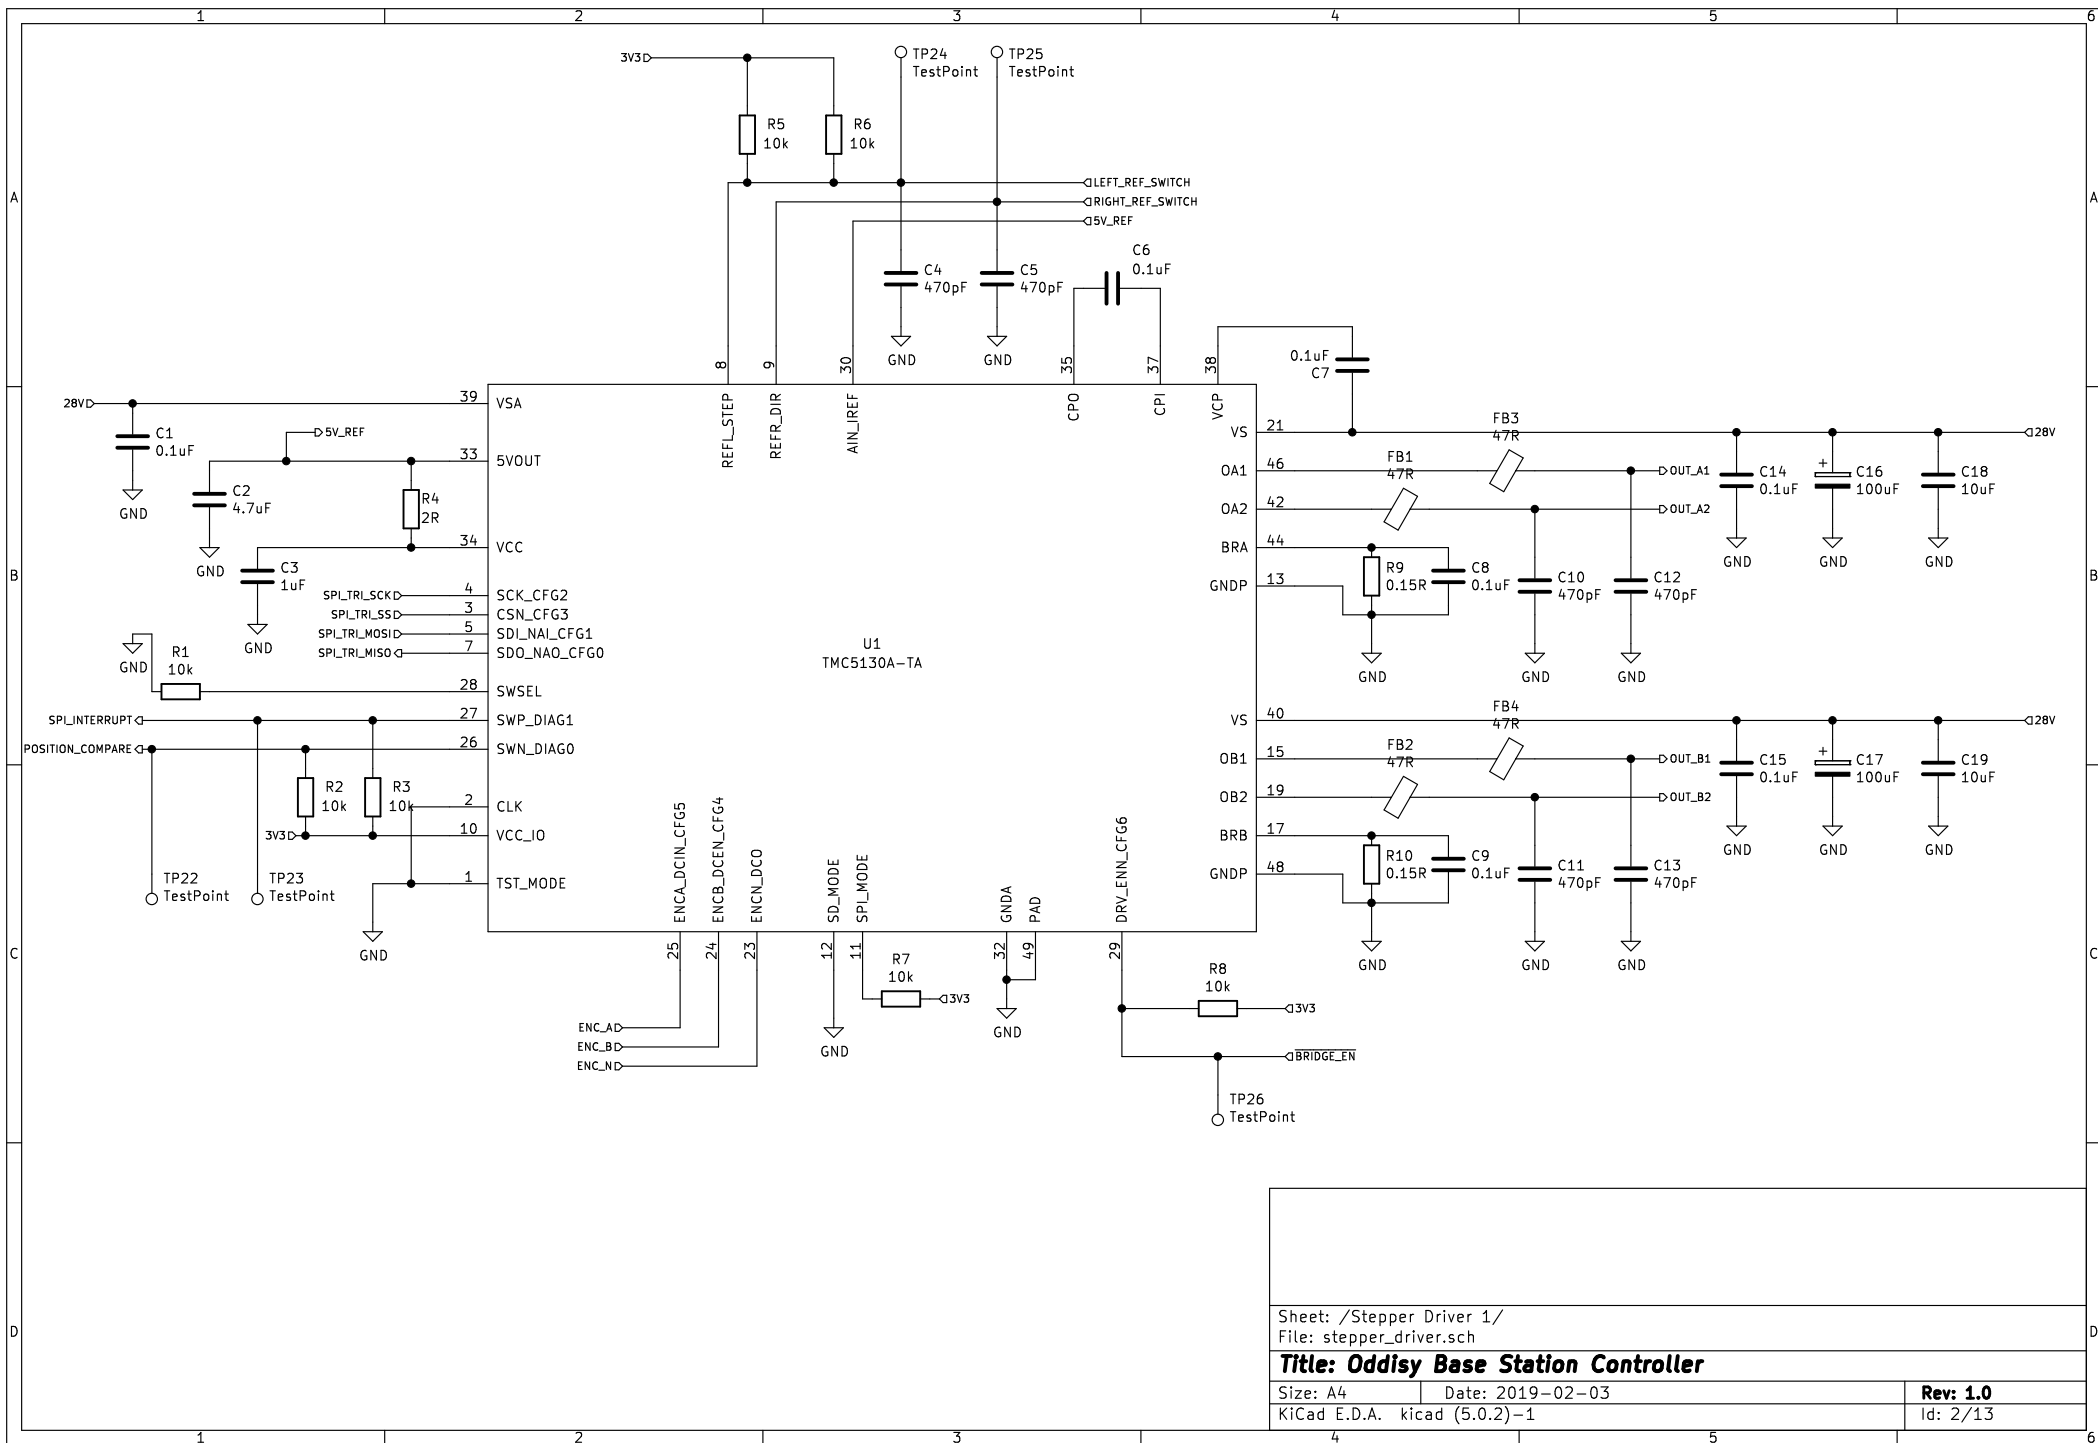 1 2 3 4 5 6
3V3
TP24
TestPoint
TP25
TestPoint
R5
10k
R6
10k
LEFT_REF_SWITCH
RIGHT_REF_SWITCH
5V_REF
A
A
C6
0.1uF
C4
470pF
C5
470pF
GND
GND
8
9
30
35
37
38
0.1uF
C7
REFL_STEP
REFR_DIR
AIN_IREF
CPO
CPI
VCP
28V
39 VSA
C1
0.1uF
GND
5V_REF
33 5VOUT
C2
4.7uF
GND
R4
2R
34 VCC
C3
1uF
GND
B
SPI_TRI_SCK
4 SCK_CFG2
SPI_TRI_SS
3 CSN_CFG3
SPI_TRI_MOSI
5 SDI_NAI_CFG1
SPI_TRI_MISO
7 SDO_NAO_CFG0
GND
R1
10k
28 SWSEL
SPI_INTERRUPT
27 SWP_DIAG1
POSITION_COMPARE
26 SWN_DIAG0
R2
10k
R3
10k
2 CLK
3V3
10 VCC_IO
1 TST_MODE
TP22
TestPoint
TP23
TestPoint
GND
U1
TMC5130A-TA
VS 21
FB3
47R
28V
OA1 46
FB1
47R
OUT_A1
OA2 42
OUT_A2
C14
0.1uF
+
C16
100uF
C18
10uF
GND
GND
GND
BRA 44
GNDP 13
R9
0.15R
C8
0.1uF
C10
470pF
C12
470pF
B
GND
GND
GND
VS 40
FB4
47R
28V
OB1 15
FB2
47R
OUT_B1
OB2 19
OUT_B2
C15
0.1uF
+
C17
100uF
C19
10uF
GND
GND
GND
BRB 17
GNDP 48
R10
0.15R
C9
0.1uF
C11
470pF
C13
470pF
GND
GND
GND
ENCA_DCIN_CFG5
ENCB_DCEN_CFG4
ENCN_DCO
SD_MODE
SPI_MODE
GNDA
PAD
DRV_ENN_CFG6
25
24
23
12
11
32
49
29
C
C
R7
10k
3V3
GND
GND
R8
10k
3V3
ENC_A
ENC_B
ENC_N
BRIDGE_EN
TP26
TestPoint
D
D
Sheet: /Stepper Driver 1/
File: stepper_driver.sch
Title: Oddisy Base Station Controller
Size: A4 Date: 2019-02-03 Rev: 1.0
KiCad E.D.A. kicad (5.0.2)-1 Id: 2/13
1 2 3 4 5 6